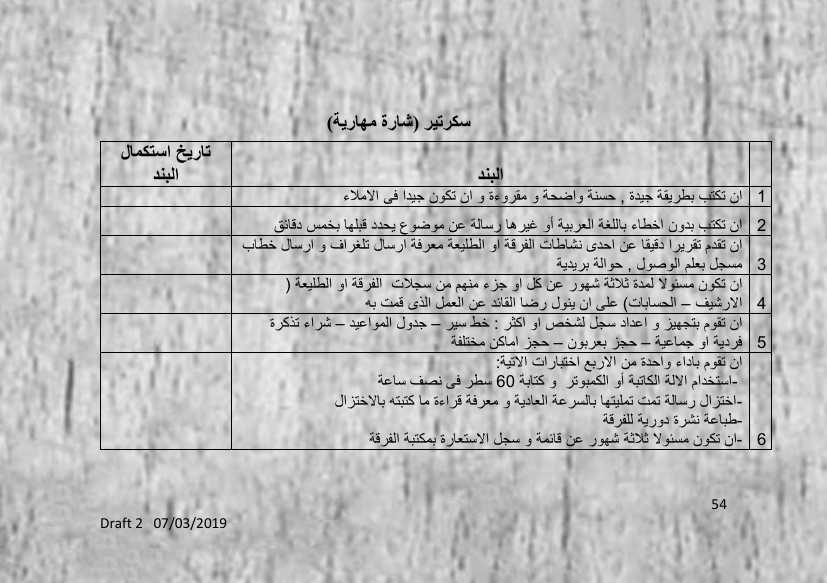 سكرتير (شارة مهارية)
البند
تاريخ استكمال
البند
1 ان تكتب بطريقة جيدة , حسنة واضحة و مقروءة و ان تكون جيدا فى الاملاء
2 ان تكتب بدون اخطاء باللغة العربية أو غيرها رسالة عن موضوع يحدد قبلها بخمس دقائق
ان تقدم تقريرا دقيقا عن احدى نشاطات الفرقة او الطليعة معرفة ارسال تلغراف و ارسال خطاب
3 مسجل بعلم الوصول , حوالة بريدية
ان تكون مسئولا لمدة ثلاثة شهور عن كل او جزء منهم من سجلات الفرقة او الطليعة (
4 الارشيف – الحسابات) على ان ينول رضا القائد عن العمل الذى قمت به
ان تقوم بتجهيز و اعداد سجل لشخص او اكثر : خط سير – جدول المواعيد – شراء تذكرة
5 فردية او جماعية – حجز بعربون – حجز اماكن مختلفة
ان تقوم باداء واحدة من الاربع اختبارات الاتية:
-استخدام الالة الكاتبة أو الكمبوتر و كتابة 60 سطر فى نصف ساعة
-اختزال رسالة تمت تمليتها بالسرعة العادية و معرفة قراءة ما كتبته بالاختزال
-طباعة نشرة دورية للفرقة
6 -ان تكون مسئولا ثلاثة شهور عن قائمة و سجل الاستعارة بمكتبة الفرقة
54
Draft 2 07/03/2019